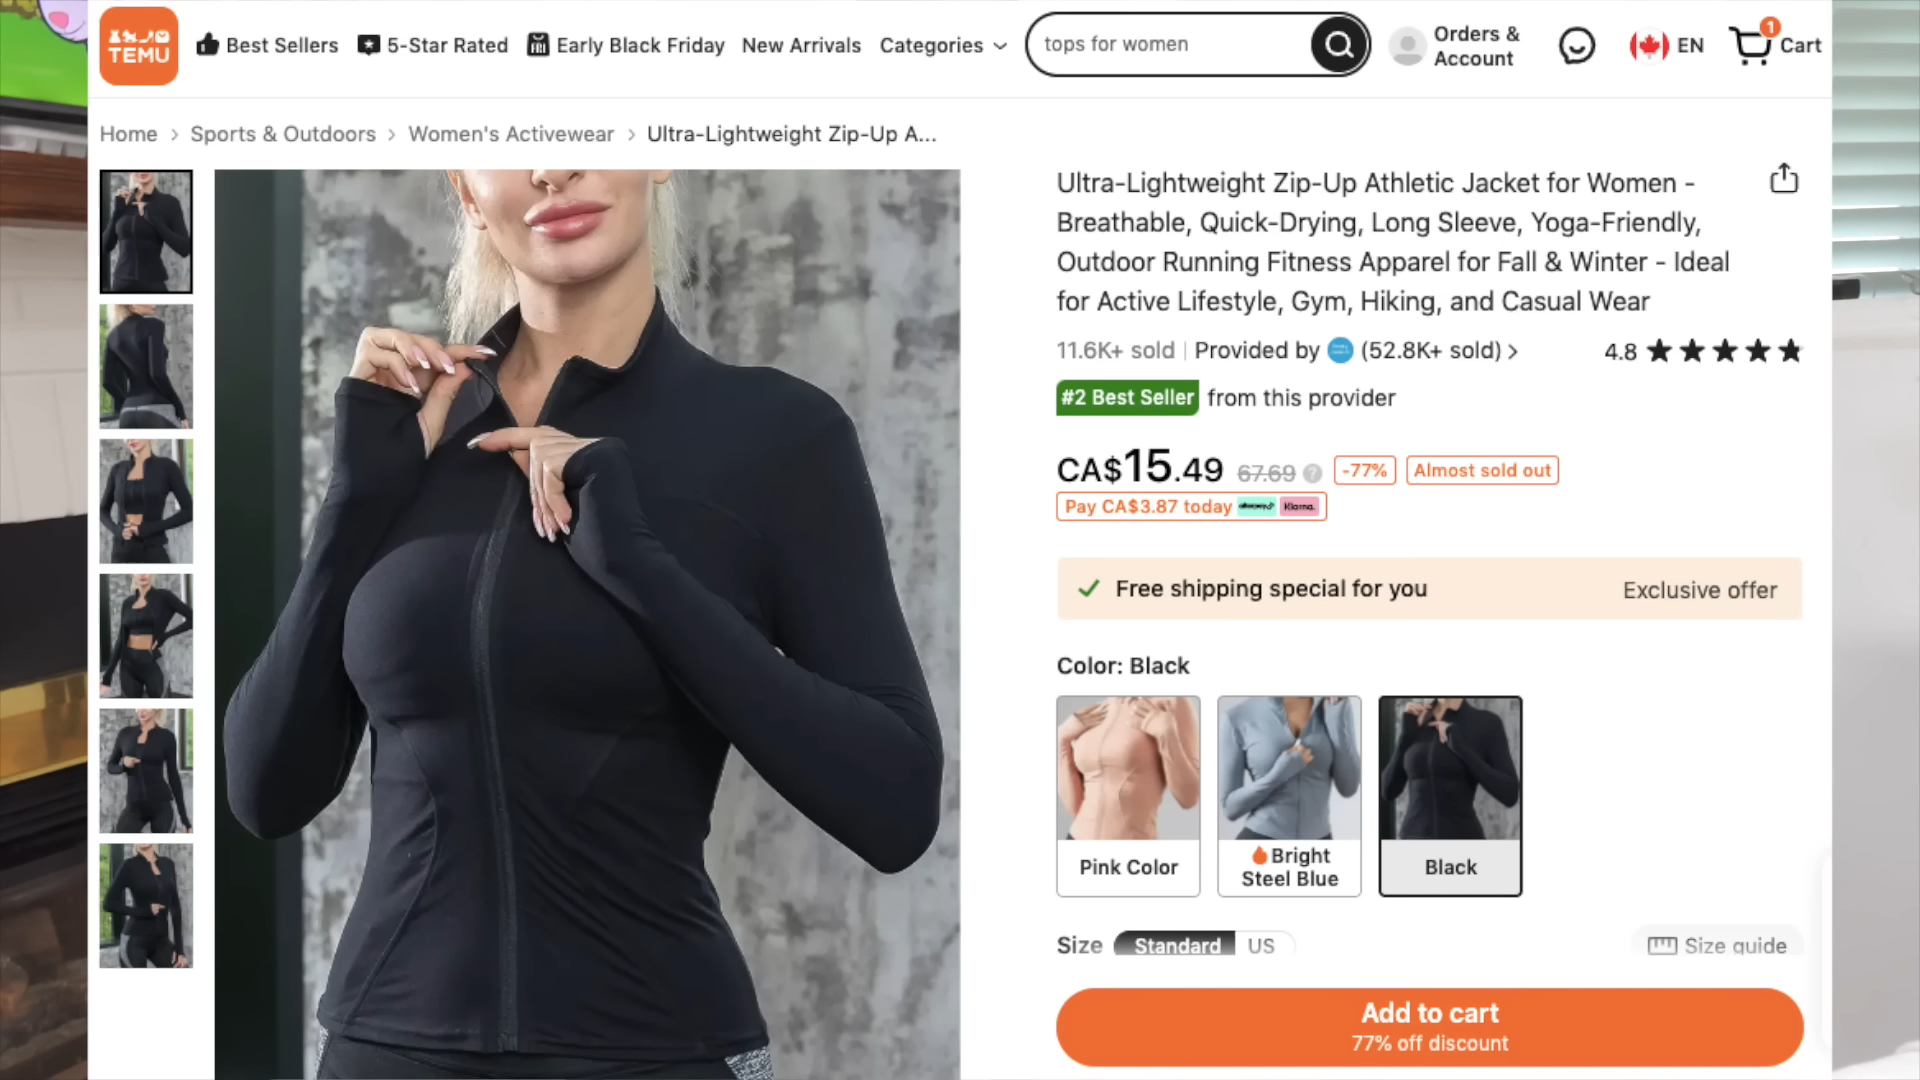 TEMU
Best Sellers
5-Star Rated
FRI
Early Black Friday
New Arrivals
Categories
tops for women
Orders &
Account
EN
1
Cart
Home > Sports & Outdoors > Women's Activewear > Ultra-Lightweight Zip-Up A...
Ultra-Lightweight Zip-Up Athletic Jacket for Women -
Breathable, Quick-Drying, Long Sleeve, Yoga-Friendly,
Outdoor Running Fitness Apparel for Fall & Winter - Ideal
for Active Lifestyle, Gym, Hiking, and Casual Wear
11.6K+ sold | Provided by (52.8K+ sold) >
4.8
#2 Best Seller from this provider
CA$15.49 67.69 ? -77% Almost sold out
Pay CA$3.87 today afterpay Klarna.
Free shipping special for you
Exclusive offer
Color: Black
Pink Color
Bright
Steel Blue
Black
Size Standard US
Size guide
Add to cart
77% off discount